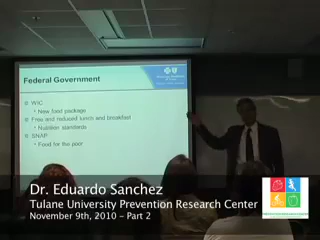 Federal Government
WIC
• New food package
Free and reduced lunch and breakfast
• Nutrition standards
SNAP
• Food for the poor
Dr. Eduardo Sanchez
Tulane University Prevention Research Center
November 9th, 2010 - Part 2